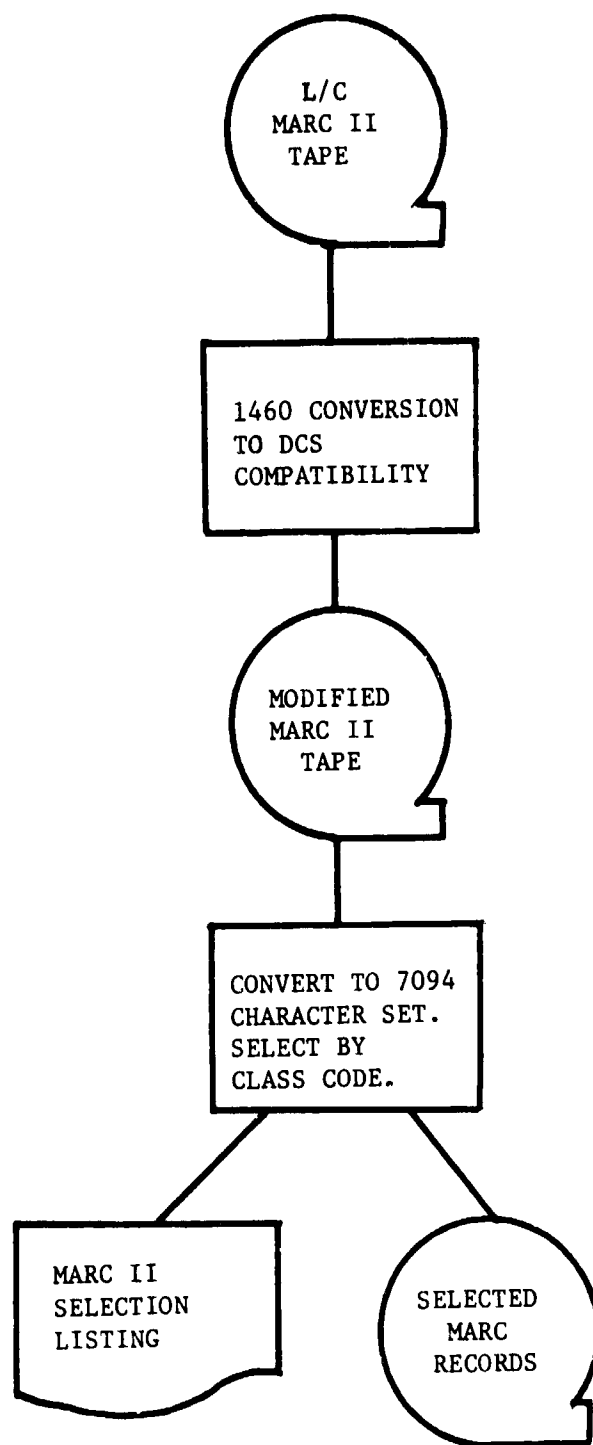 L/C
MARC II
TAPE
1460 CONVERSION
TO DCS
COMPATIBILITY
MODIFIED
MARC II
TAPE
CONVERT TO 7094
CHARACTER SET.
SELECT BY
CLASS CODE.
MARC II
SELECTION
LISTING
SELECTED
MARC
RECORDS